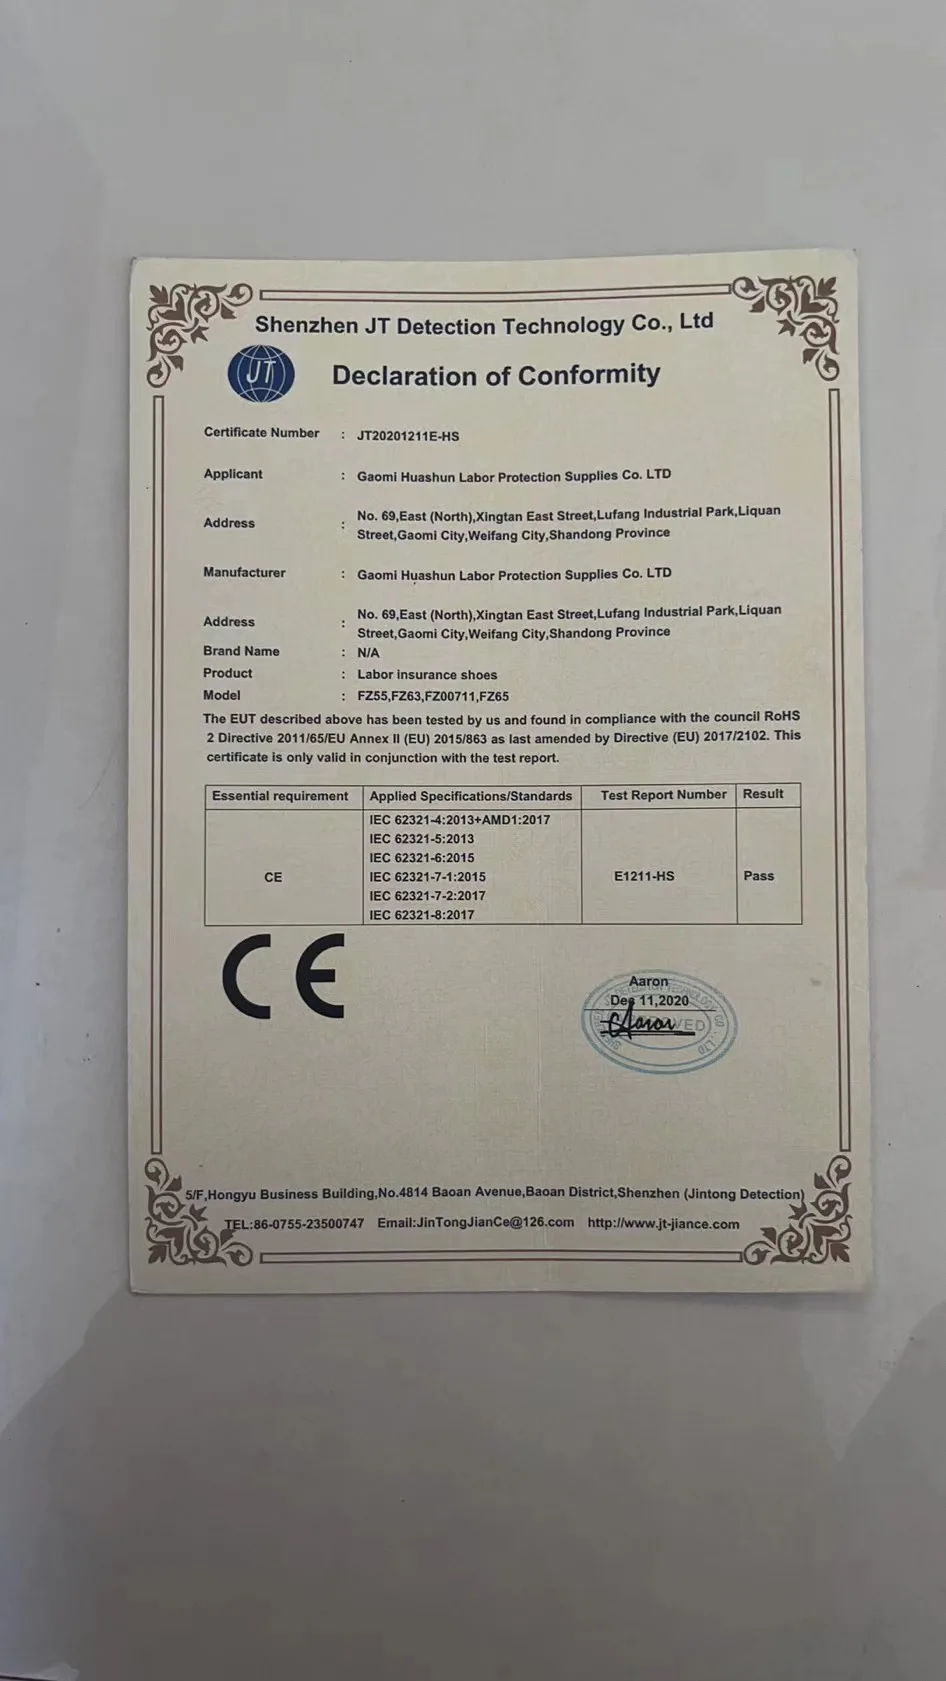 Shenzhen JT Detection Technology Co., Ltd
JT
Declaration of Conformity
Certificate Number : JT20201211E-HS
Applicant : Gaomi Huashun Labor Protection Supplies Co. LTD
Address : No. 69,East (North),Xingtan East Street,Lufang Industrial Park,Liquan
Street,Gaomi City,Weifang City,Shandong Province
Manufacturer : Gaomi Huashun Labor Protection Supplies Co. LTD
Address : No. 69,East (North),Xingtan East Street,Lufang Industrial Park,Liquan
Street,Gaomi City,Weifang City,Shandong Province
Brand Name : N/A
Product : Labor insurance shoes
Model : FZ55,FZ63,FZ00711,FZ65
The EUT described above has been tested by us and found in compliance with the council RoHS
2 Directive 2011/65/EU Annex II (EU) 2015/863 as last amended by Directive (EU) 2017/2102. This
certificate is only valid in conjunction with the test report.
Essential requirement Applied Specifications/Standards Test Report Number Result
IEC 62321-4:2013+AMD1:2017
IEC 62321-5:2013
IEC 62321-6:2015
CE IEC 62321-7-1:2015 E1211-HS Pass
IEC 62321-7-2:2017
IEC 62321-8:2017
CE
Aaron
Dec 11,2020
Aaron
5/F,Hongyu Business Building,No.4814 Baoan Avenue,Baoan District,Shenzhen (Jintong Detection)
TEL:86-0755-23500747 Email:JinTongJianCe@126.com http://www.jt-jiance.com